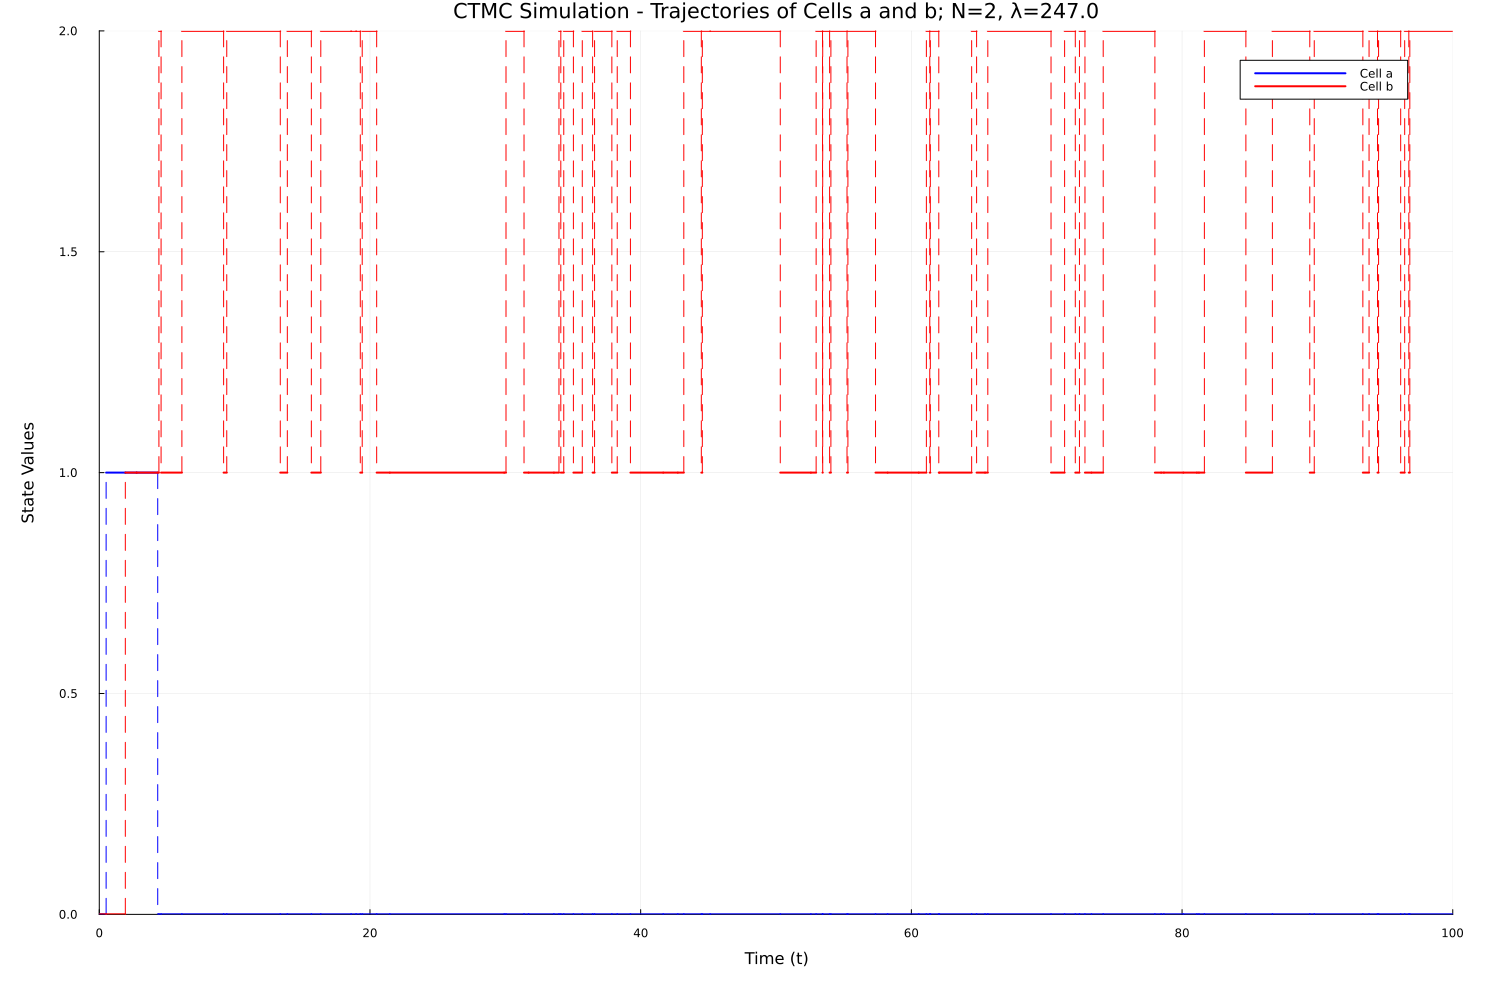 CTMC Simulation - Trajectories of Cells a and b; N=2, λ=247.0
2.0
Cell a
Cell b
1.5
1.0
State Values
0.5
0.0
0 20 40 60 80 100
Time (t)